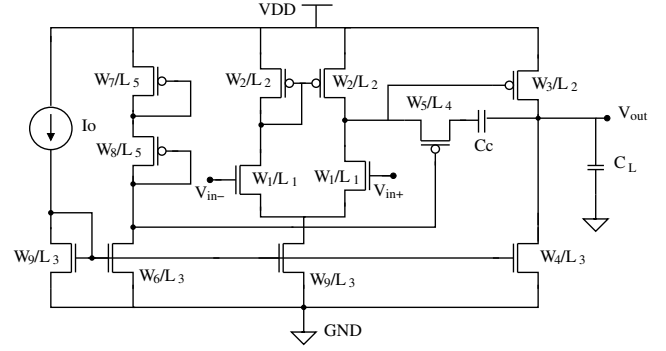 VDD
W7/L5
W2/L2
W2/L2
W3/L2
Io
W5/L4
Vout
W8/L5
Cc
CL
Vin−
W1/L1
W1/L1
Vin+
W9/L3
W6/L3
W9/L3
W4/L3
GND